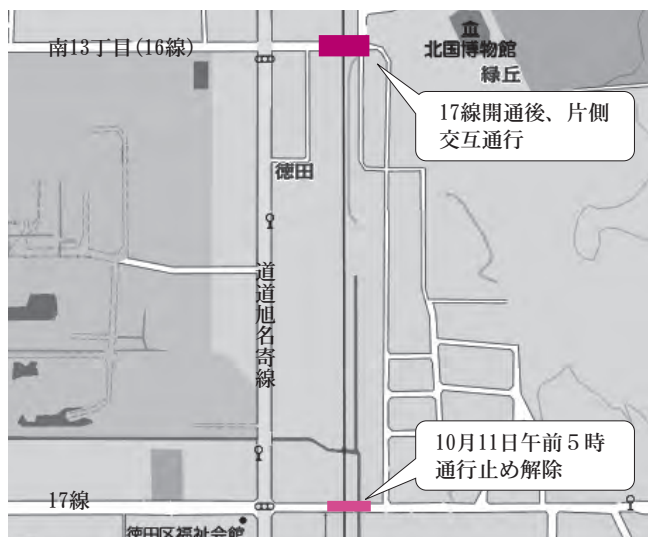 南13丁目(16線)
北国博物館
緑丘
17線開通後、片側
交互通行
徳田
道道旭名寄線
10月11日午前５時
通行止め解除
17線
徳田区福祉会館